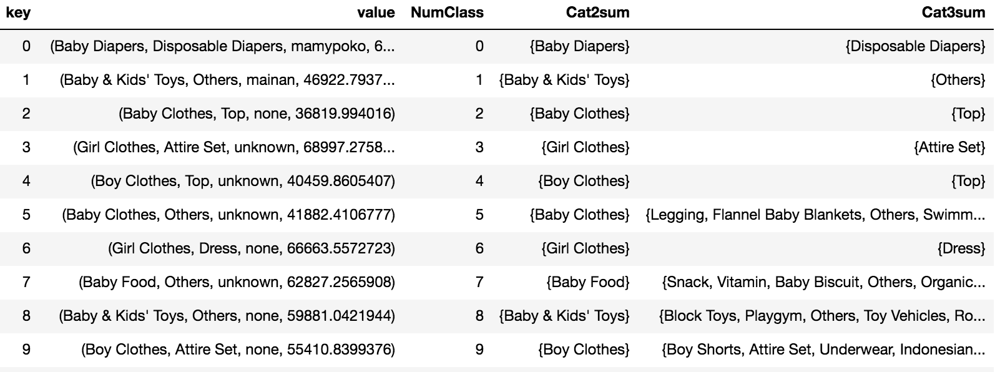 key value NumClass Cat2sum Cat3sum
0 (Baby Diapers, Disposable Diapers, mamypoko, 6... 0 {Baby Diapers} {Disposable Diapers}
1 (Baby & Kids' Toys, Others, mainan, 46922.7937... 1 {Baby & Kids' Toys} {Others}
2 (Baby Clothes, Top, none, 36819.994016) 2 {Baby Clothes} {Top}
3 (Girl Clothes, Attire Set, unknown, 68997.2758... 3 {Girl Clothes} {Attire Set}
4 (Boy Clothes, Top, unknown, 40459.8605407) 4 {Boy Clothes} {Top}
5 (Baby Clothes, Others, unknown, 41882.4106777) 5 {Baby Clothes} {Legging, Flannel Baby Blankets, Others, Swimm...
6 (Girl Clothes, Dress, none, 66663.5572723) 6 {Girl Clothes} {Dress}
7 (Baby Food, Others, unknown, 62827.2565908) 7 {Baby Food} {Snack, Vitamin, Baby Biscuit, Others, Organic...
8 (Baby & Kids' Toys, Others, none, 59881.0421944) 8 {Baby & Kids' Toys} {Block Toys, Playgym, Others, Toy Vehicles, Ro...
9 (Boy Clothes, Attire Set, none, 55410.8399376) 9 {Boy Clothes} {Boy Shorts, Attire Set, Underwear, Indonesian...